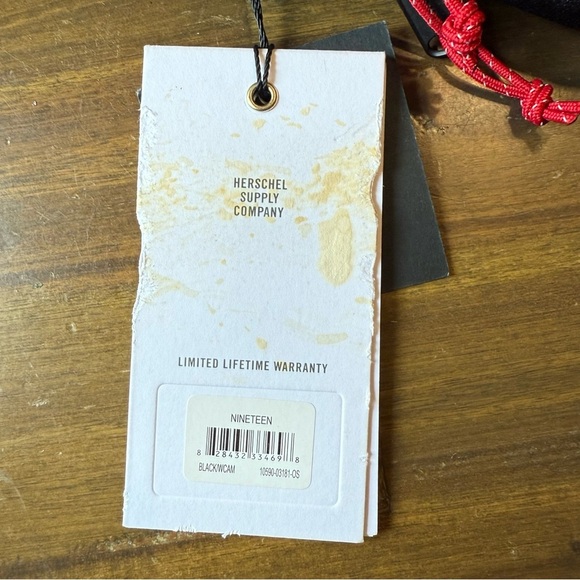 HERSCHEL
SUPPLY
COMPANY
LIMITED LIFETIME WARRANTY
NINETEEN
8 28432 33469 8
BLACK/WCAM 10590-03181-OS